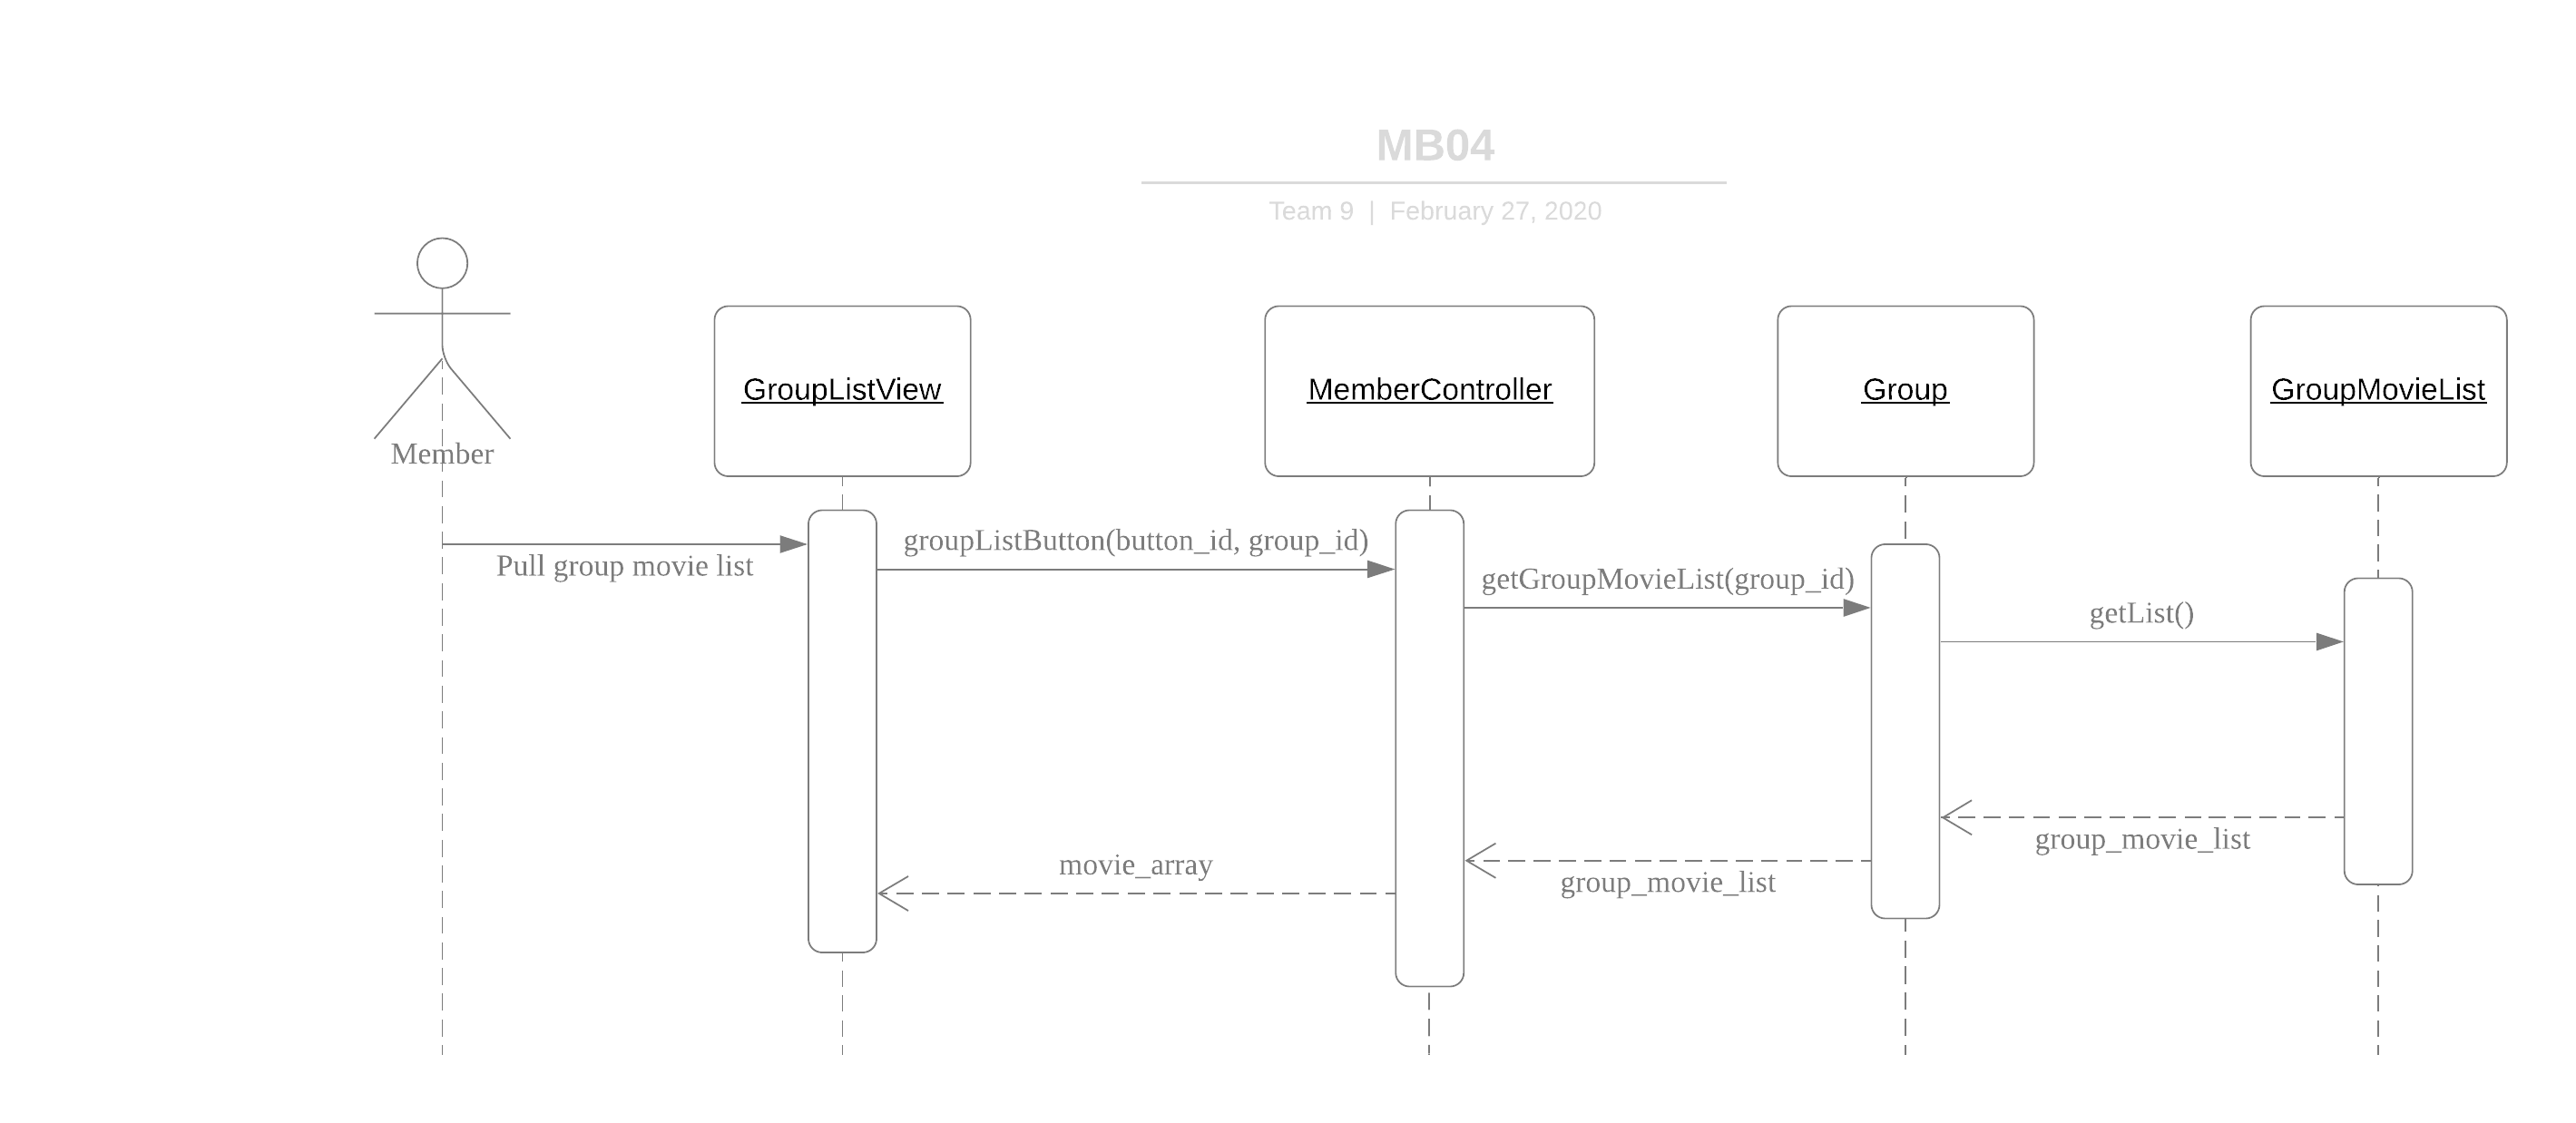 MB04
Team 9 | February 27, 2020
GroupListView
MemberController
Group
GroupMovieList
Member
groupListButton(button_id, group_id)
Pull group movie list
getGroupMovieList(group_id)
getList()
group_movie_list
movie_array
group_movie_list